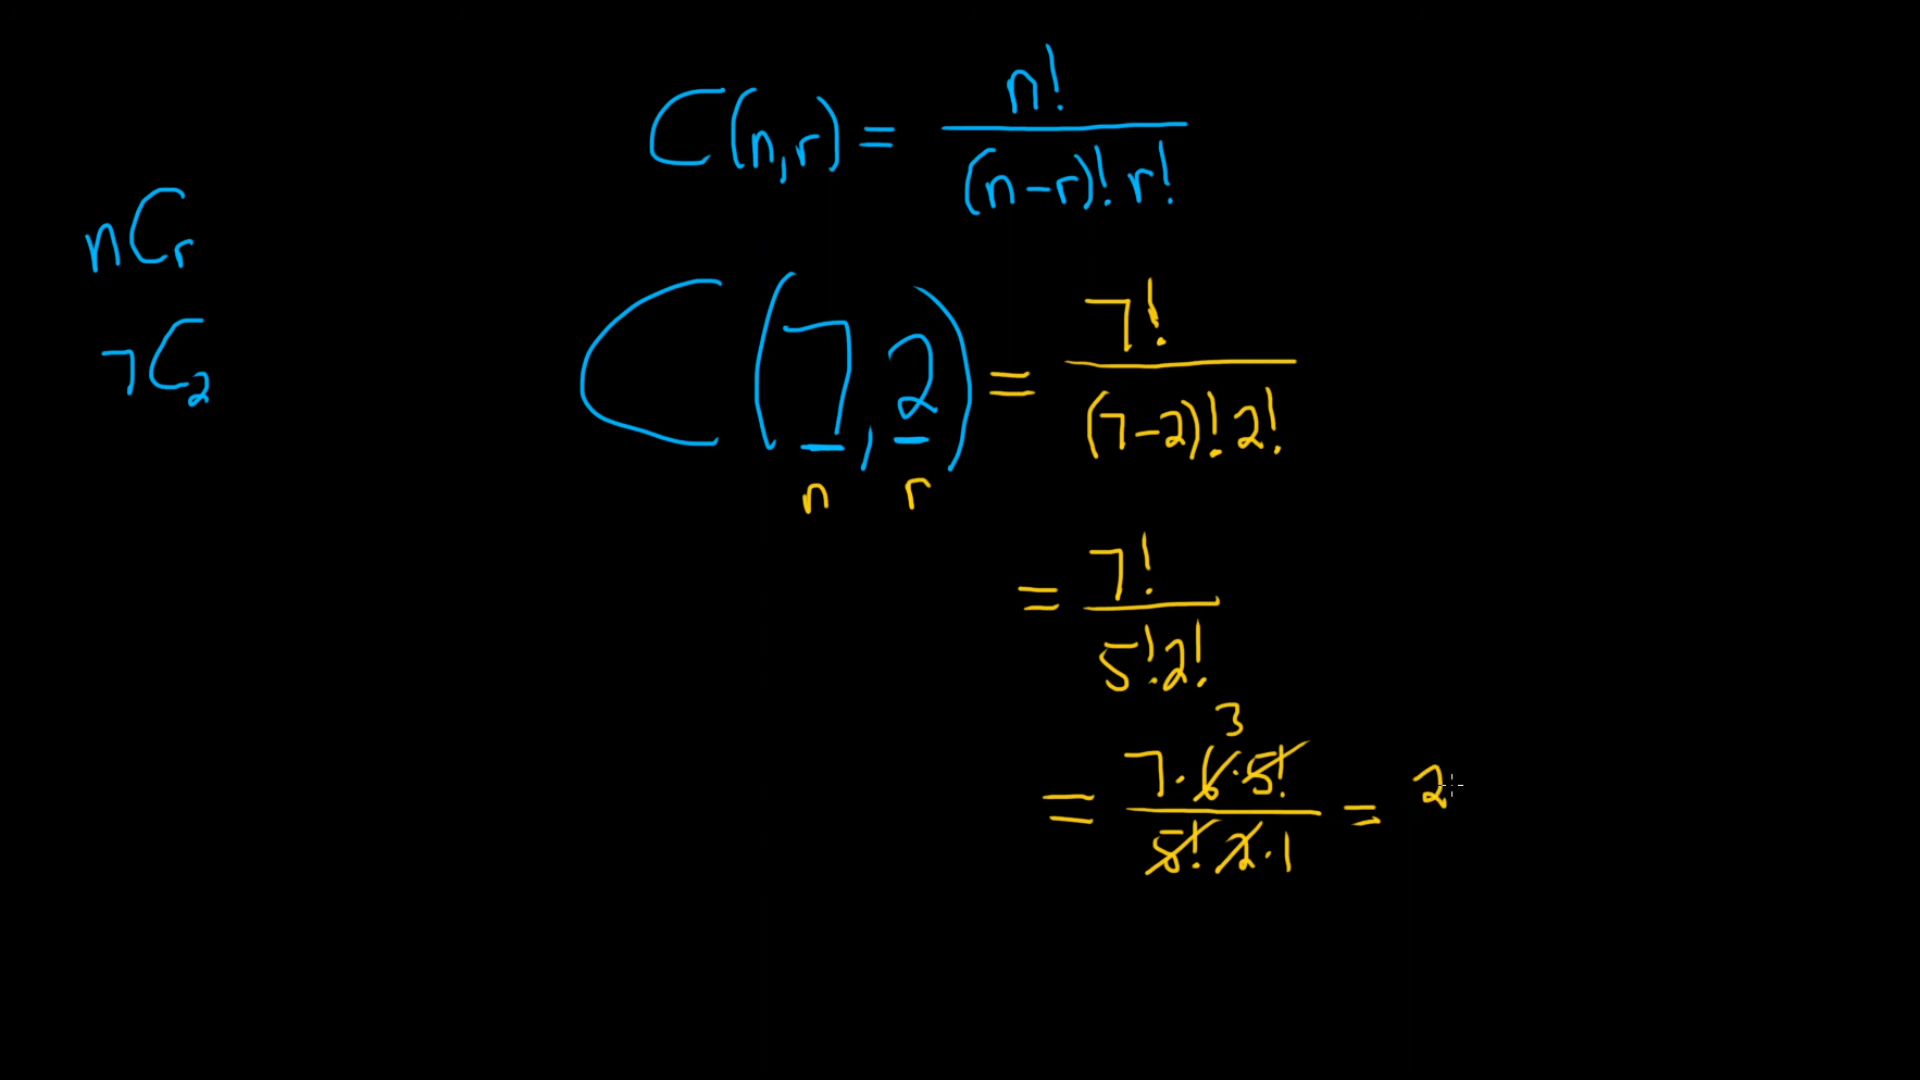 C(n,r) = n! / (n-r)! r!
nCr
7C2
C(7,2) = 7! / (7-2)! 2!
n r
= 7! / 5! 2!
3
= 7·6·5! / 5! 2·1 = 2